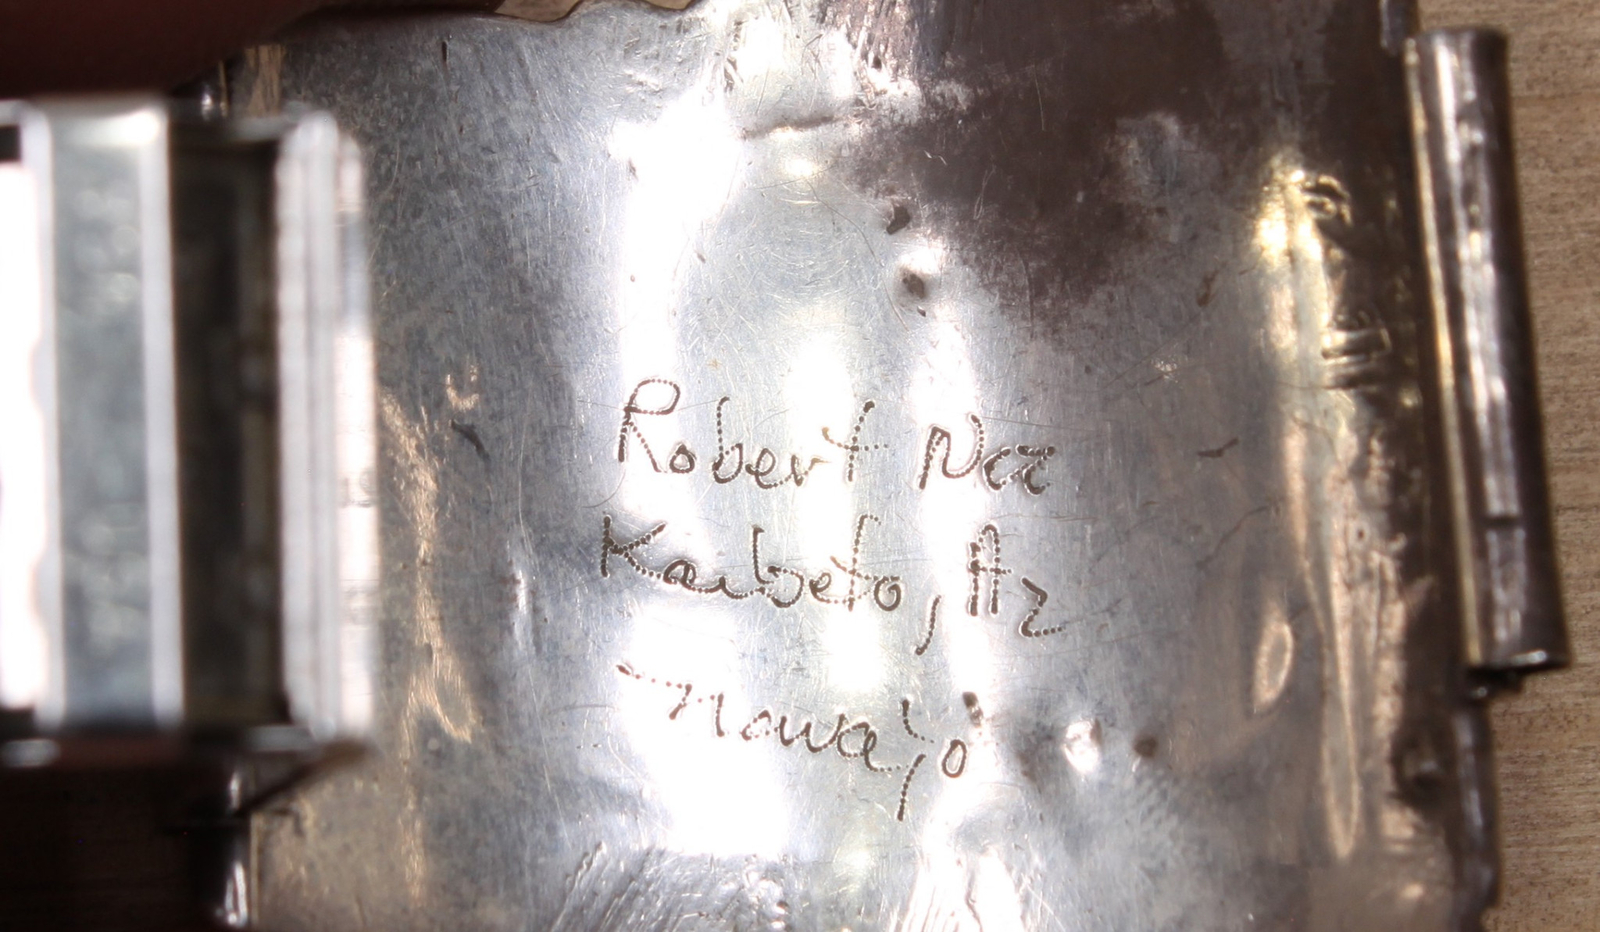 Robert Nez
Kaibeto, Az
Navajo